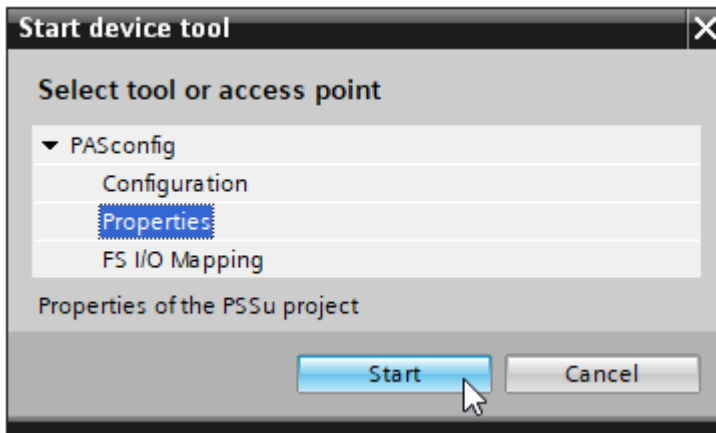 Start device tool
Select tool or access point
PASconfig
Configuration
Properties
FS I/O Mapping
Properties of the PSSu project
Start
Cancel